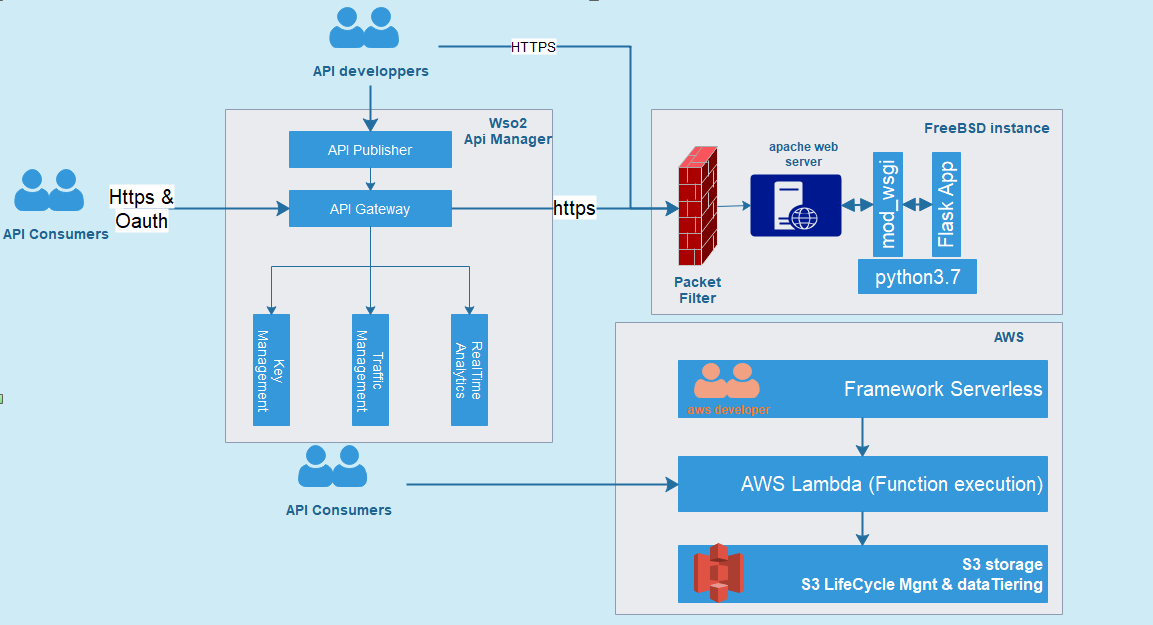 HTTPS
API developpers
Wso2
Api Manager
API Publisher
API Gateway
Https &
Oauth
API Consumers
https
Key
Management
Traffic
Management
RealTime
Analytics
API Consumers
FreeBSD instance
apache web
server
mod_wsgi
Flask App
python3.7
Packet
Filter
AWS
Framework Serverless
aws developer
AWS Lambda (Function execution)
S3 storage
S3 LifeCycle Mgnt & dataTiering